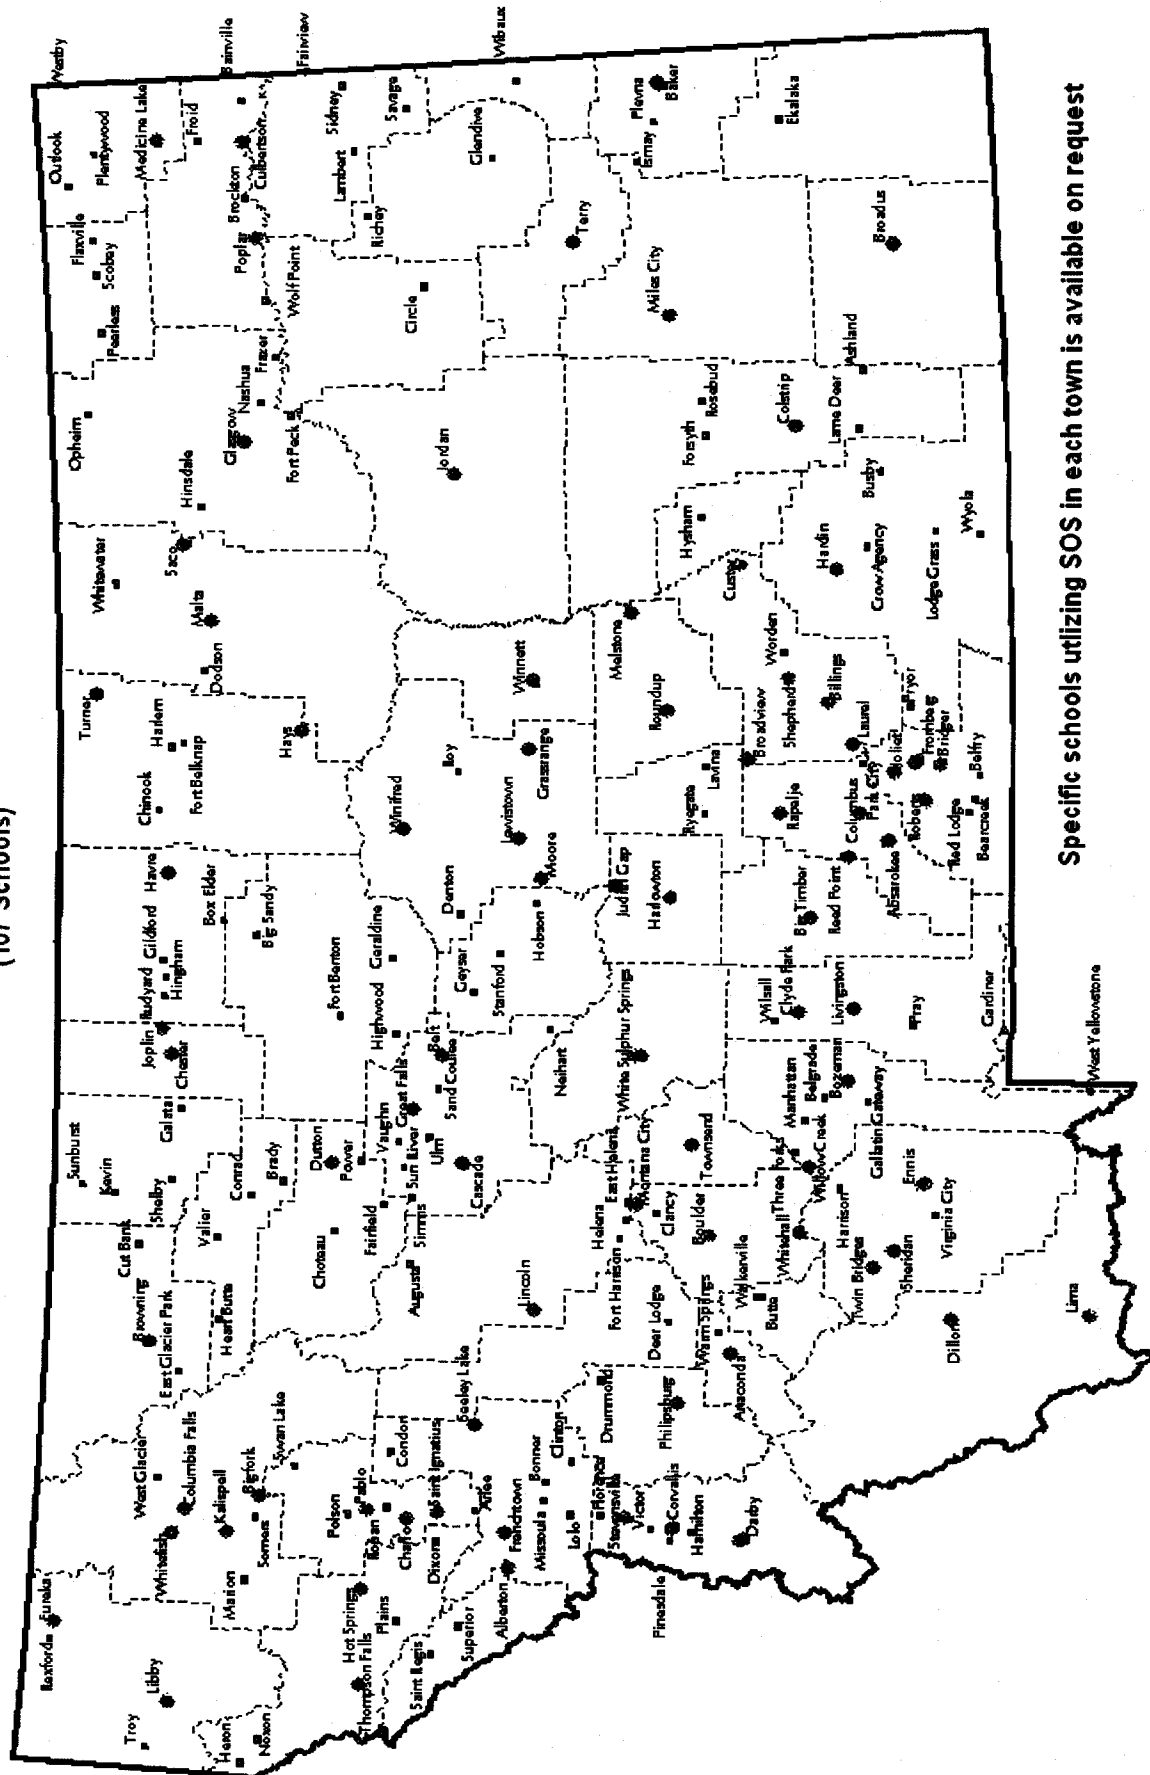 (107 Schools)
Westby
Outlook
Plentywood
Medicine Lake
Froid
Bainville
Culbertson
Brockton
Fairview
Sidney
Savage
Lambert
Richey
Wibaux
Glendive
Plevna
Baker
Ismay
Ekalaka
Flaxville
Scobey
Peerless
Poplar
Wolf Point
Circle
Terry
Miles City
Broadus
Opheim
Glasgow
Nashua
Frazer
Fort Peck
Hinsdale
Jordan
Forsyth
Rosebud
Colstrip
Lame Deer
Ashland
Busby
Whitewater
Saco
Malta
Dodson
Hysham
Custer
Hardin
Crow Agency
Lodge Grass
Wyola
Turner
Harlem
Chinook
Fort Belknap
Hays
Winnett
Roy
Grassrange
Winifred
Lewistown
Moore
Denton
Hobson
Melstone
Roundup
Lavina
Ryegate
Worden
Shepherd
Broadview
Billings
Laurel
Pryor
Fromberg
Bridger
Joliet
Belfry
Park City
Columbus
Rapelje
Roberts
Red Lodge
Bearcreek
Absarokee
Reed Point
Big Timber
Judith Gap
Harlowton
Havre
Box Elder
Big Sandy
Gildford
Hingham
Rudyard
Joplin
Chester
Galata
Fort Benton
Geraldine
Highwood
Geyser
Stanford
Belt
Sand Coulee
Great Falls
Vaughn
Sun River
Ulm
Cascade
Simms
Neihart
White Sulphur Springs
Wilsall
Clyde Park
Livingston
Pray
Gardiner
West Yellowstone
Sunburst
Kevin
Shelby
Cut Bank
Valier
Conrad
Brady
Dutton
Power
Fairfield
Choteau
Augusta
Browning
East Glacier Park
Heart Butte
Lincoln
Helena
East Helena
Montana City
Fort Harrison
Clancy
Boulder
Townsend
Manhattan
Belgrade
Bozeman
Three Forks
Willow Creek
Gallatin Gateway
Whitehall
Harrison
Ennis
Virginia City
Sheridan
Twin Bridges
Walkerville
Butte
Warm Springs
Deer Lodge
Anaconda
Dillon
Lima
West Glacier
Columbia Falls
Whitefish
Kalispell
Bigfork
Somers
Swan Lake
Marion
Polson
Pablo
Ronan
Charlo
Saint Ignatius
Dixon
Arlee
Condon
Seeley Lake
Frenchtown
Missoula
Bonner
Clinton
Lolo
Drummond
Philipsburg
Florence
Stevensville
Victor
Corvallis
Hamilton
Pinesdale
Darby
Rexford
Eureka
Libby
Troy
Heron
Noxon
Hot Springs
Plains
Thompson Falls
Saint Regis
Superior
Alberton
Specific schools utlizing SOS in each town is available on request